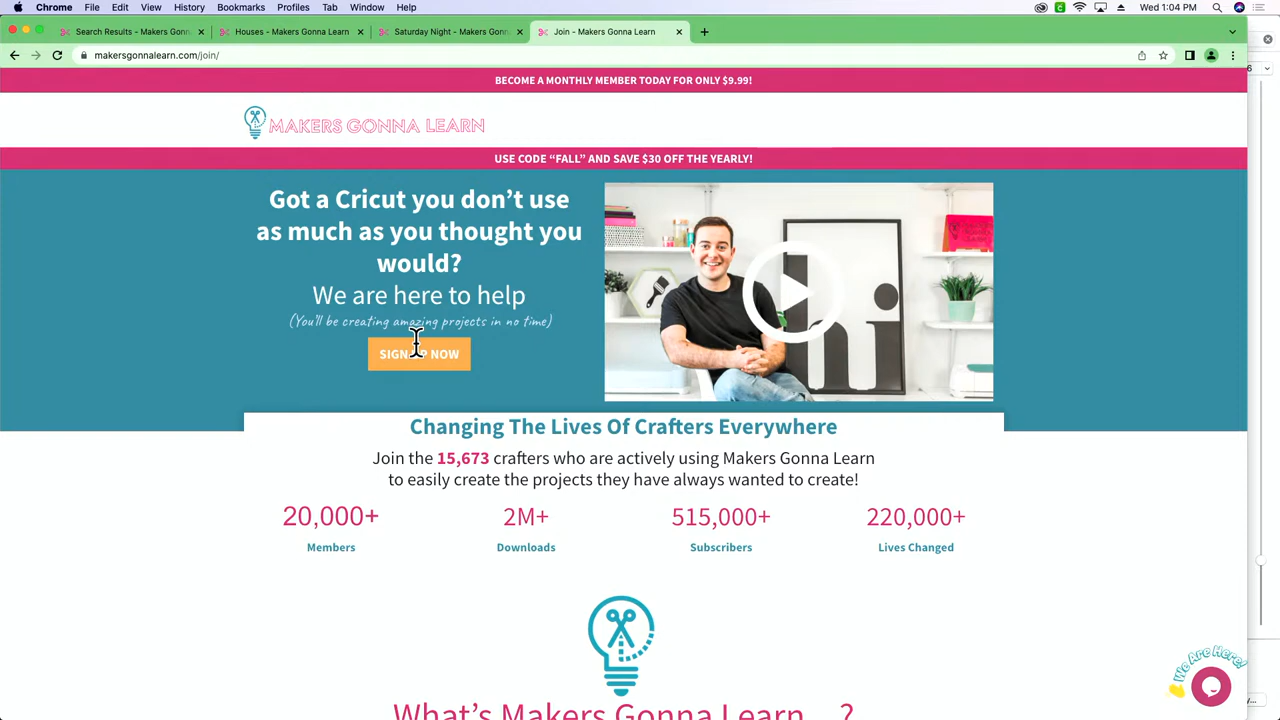 Chrome File Edit View History Bookmarks Profiles Tab Window Help Wed 1:04 PM
Search Results - Makers Gonn
Houses - Makers Gonna Learn
Saturday Night - Makers Gonn
Join - Makers Gonna Learn
makersgonnalearn.com/join/
BECOME A MONTHLY MEMBER TODAY FOR ONLY $9.99!
MAKERS GONNA LEARN
USE CODE “FALL” AND SAVE $30 OFF THE YEARLY!
Got a Cricut you don’t use
as much as you thought you
would?
We are here to help
(You'll be creating amazing projects in no time)
SIGN UP NOW
hi
Changing The Lives Of Crafters Everywhere
Join the 15,673 crafters who are actively using Makers Gonna Learn
to easily create the projects they have always wanted to create!
20,000+ 2M+ 515,000+ 220,000+
Members Downloads Subscribers Lives Changed
We Are Here!
What’s Makers Gonna Learn...?